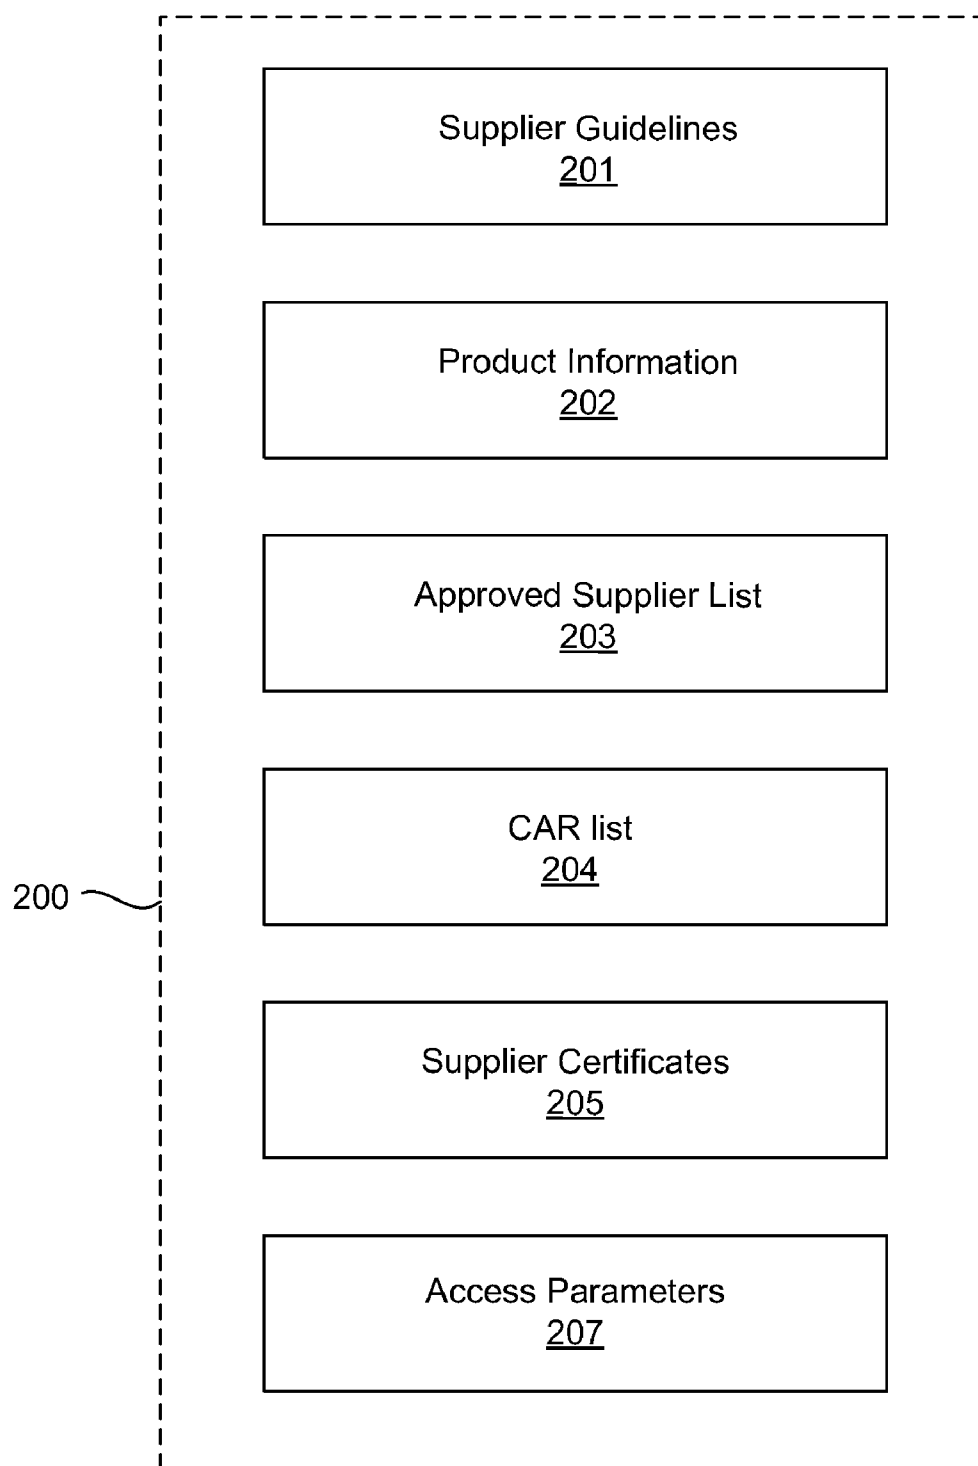 Supplier Guidelines
201
Product Information
202
Approved Supplier List
203
CAR list
204
200
Supplier Certificates
205
Access Parameters
207